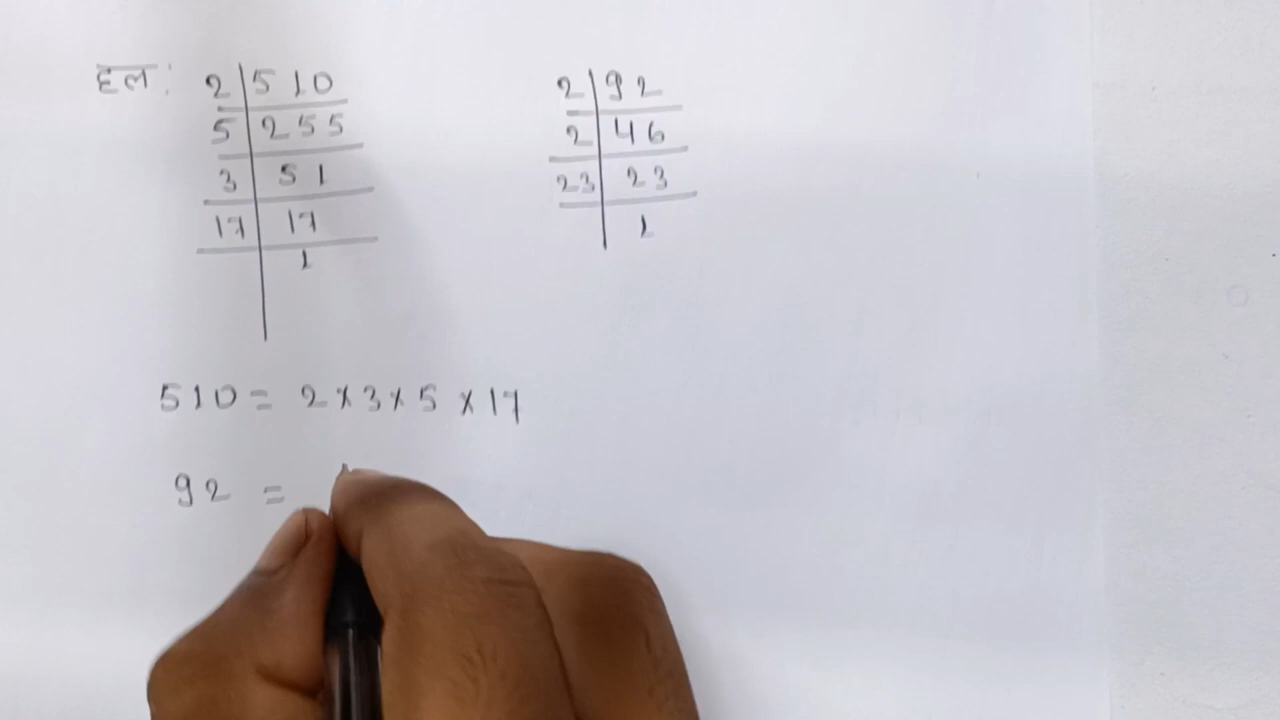 हल :
2 | 510
5 | 255
3 | 51
17 | 17
1
2 | 92
2 | 46
23 | 23
1
510 = 2 × 3 × 5 × 17
92 =